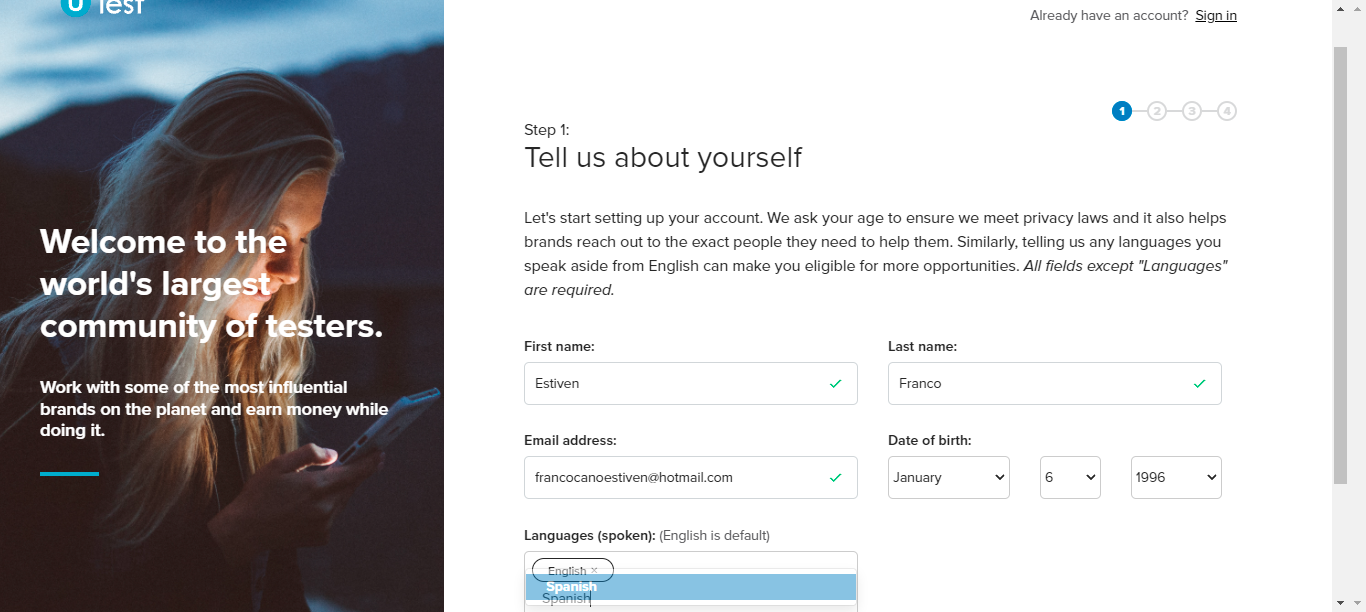 Test
Already have an account? Sign in
1 2 3 4
Step 1:
Tell us about yourself
Let's start setting up your account. We ask your age to ensure we meet privacy laws and it also helps
brands reach out to the exact people they need to help them. Similarly, telling us any languages you
speak aside from English can make you eligible for more opportunities. All fields except "Languages"
are required.
Welcome to the
world's largest
community of testers.
Work with some of the most influential
brands on the planet and earn money while
doing it.
First name: Last name:
Estiven Franco
Email address: Date of birth:
francocanoestiven@hotmail.com January 6 1996
Languages (spoken): (English is default)
English ×
Spanish
Spanish